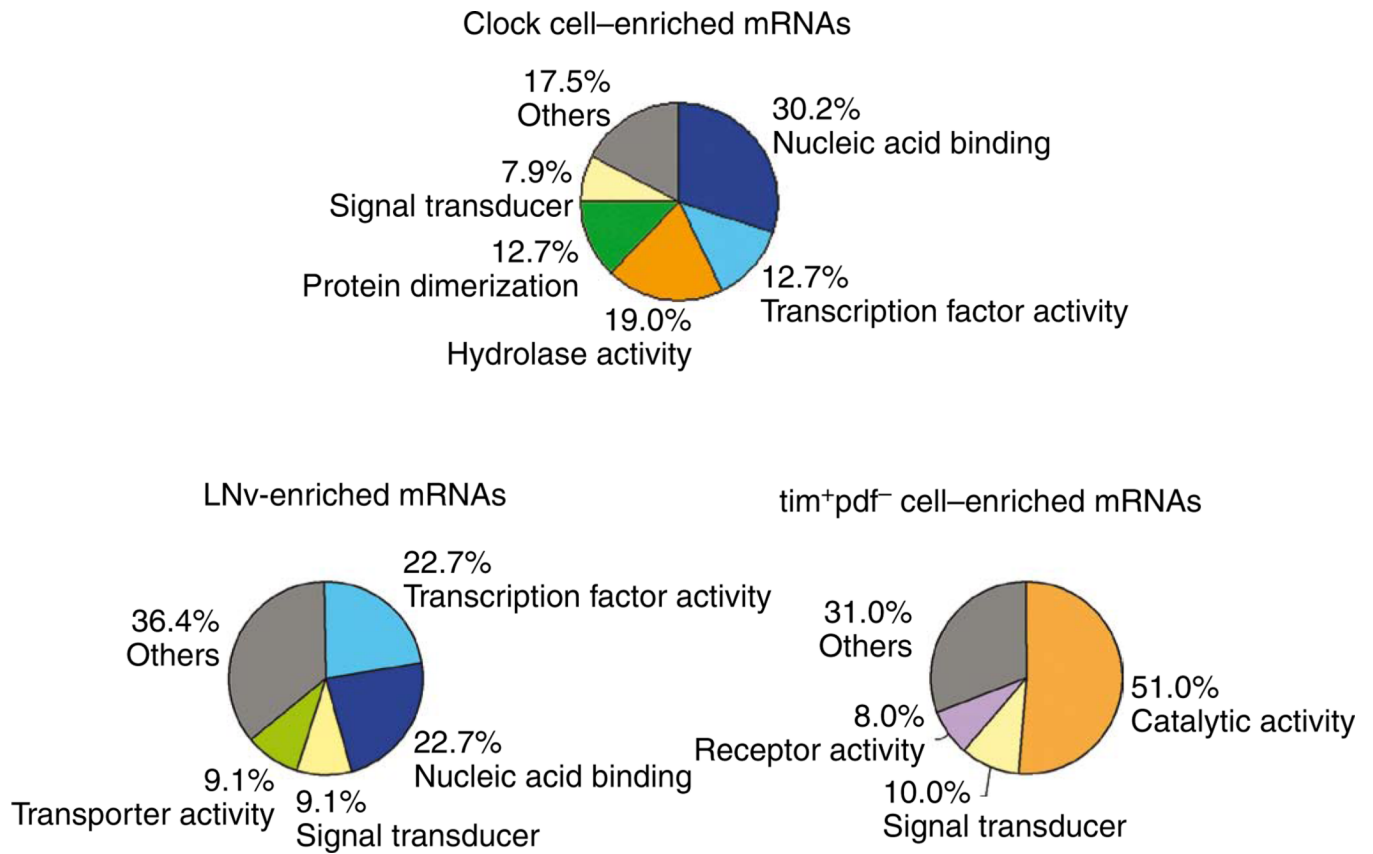 Clock cell–enriched mRNAs
17.5%
Others
30.2%
Nucleic acid binding
7.9%
Signal transducer
12.7%
Protein dimerization
12.7%
Transcription factor activity
19.0%
Hydrolase activity
LNv-enriched mRNAs
22.7%
Transcription factor activity
36.4%
Others
22.7%
Nucleic acid binding
9.1%
Transporter activity
9.1%
Signal transducer
tim⁺pdf⁻ cell–enriched mRNAs
31.0%
Others
51.0%
Catalytic activity
8.0%
Receptor activity
10.0%
Signal transducer